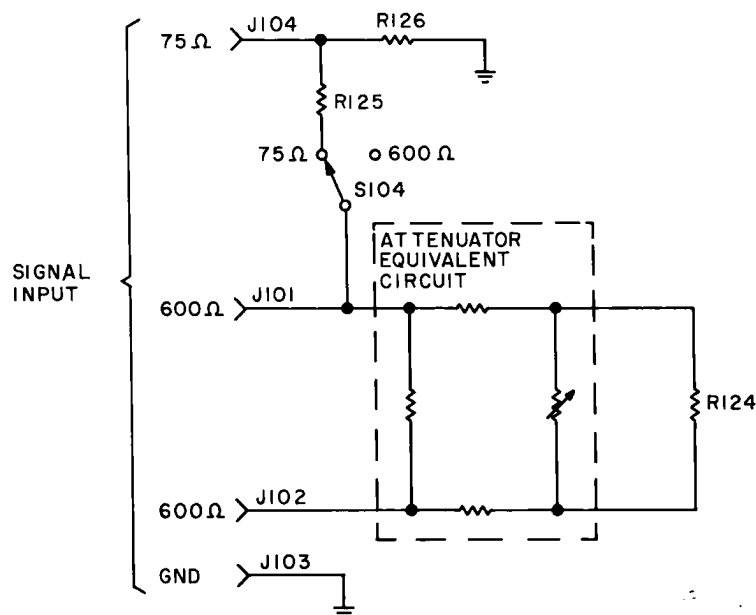 75Ω J104 R126
R125
75Ω 600Ω
S104
ATTENUATOR
EQUIVALENT
CIRCUIT
SIGNAL
INPUT
600Ω J101
R124
600Ω J102
GND J103